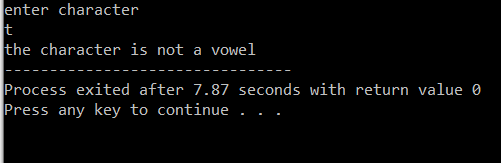 enter character
t
the character is not a vowel
--------------------------------
Process exited after 7.87 seconds with return value 0
Press any key to continue . . .